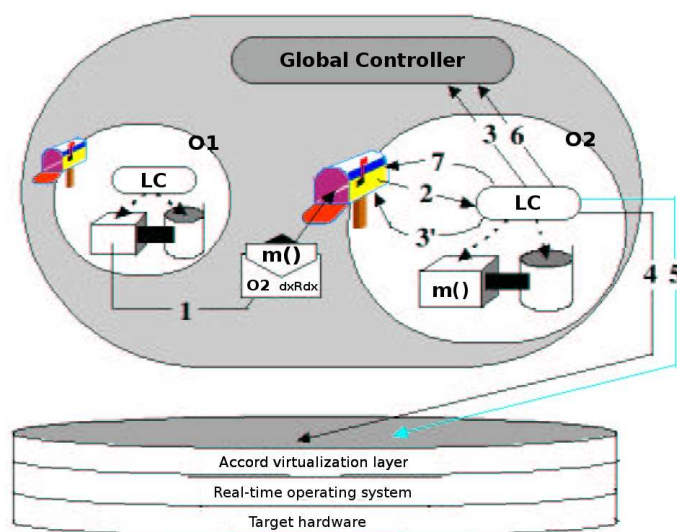 Global Controller
O1
O2
3
6
7
LC
2
LC
3'
m()
m()
O2 dxRdx
4
5
1
Accord virtualization layer
Real-time operating system
Target hardware